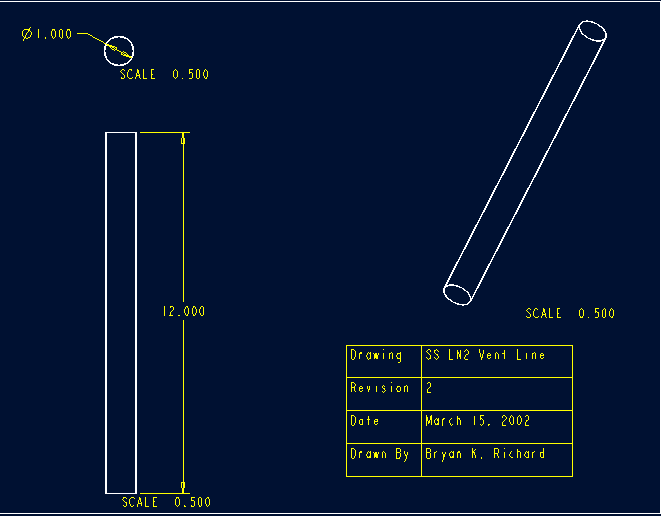 Ø1.000
SCALE 0.500
12.000
SCALE 0.500
SCALE 0.500
Drawing SS LN2 Vent Line
Revision 2
Date March 15, 2002
Drawn By Bryan K. Richard